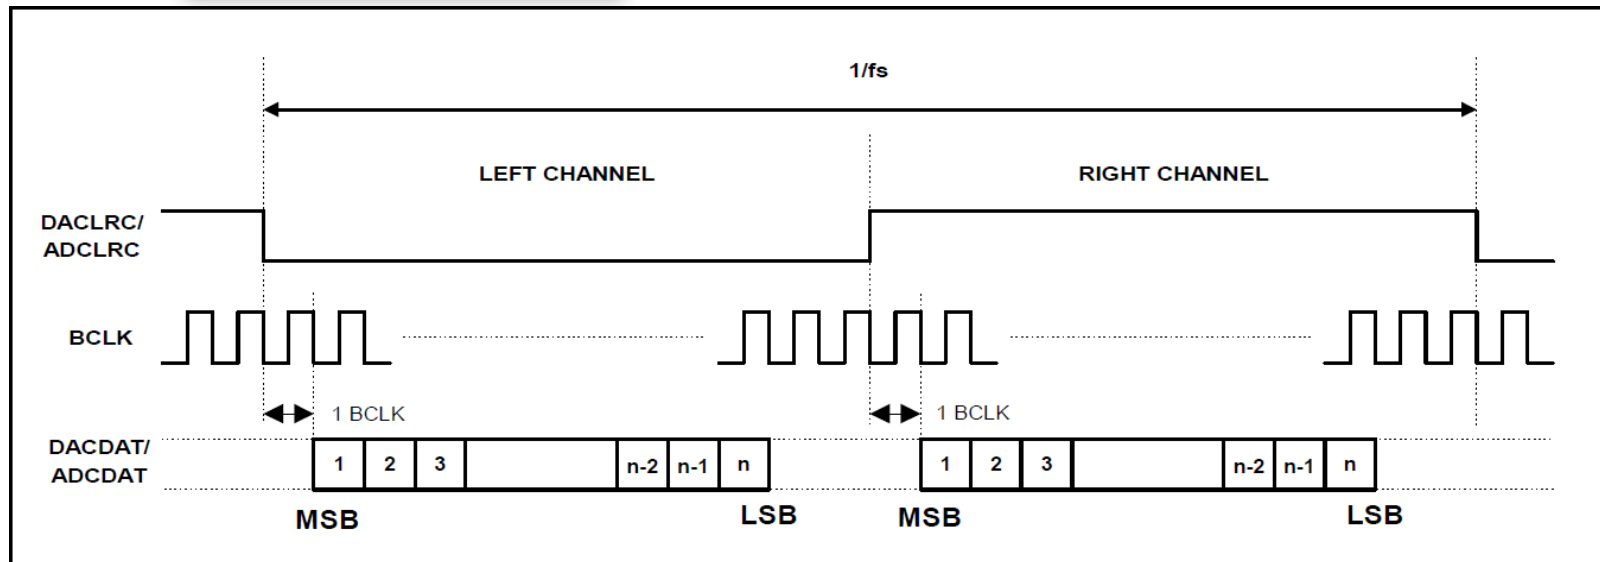 1/fs
LEFT CHANNEL
RIGHT CHANNEL
DACLRC/
ADCLRC
BCLK
1 BCLK
1 BCLK
DACDAT/
ADCDAT
1 2 3 n-2 n-1 n
1 2 3 n-2 n-1 n
MSB
LSB
MSB
LSB